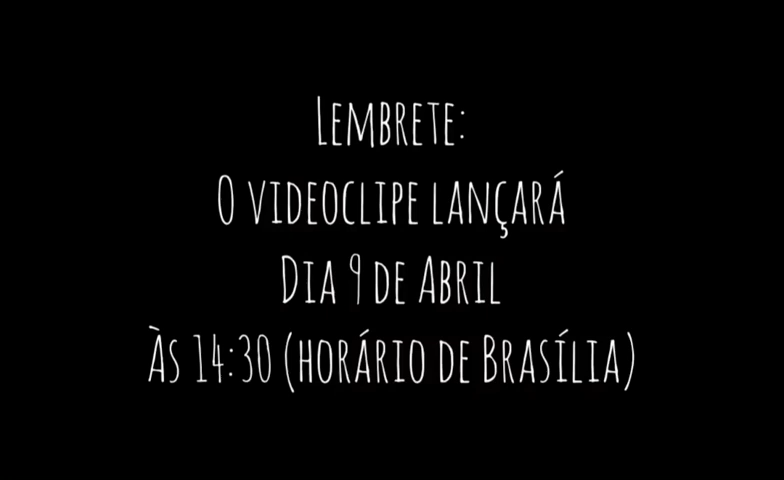 Lembrete:
O videoclipe lançará
Dia 9 de Abril
Às 14:30 (horário de Brasília)